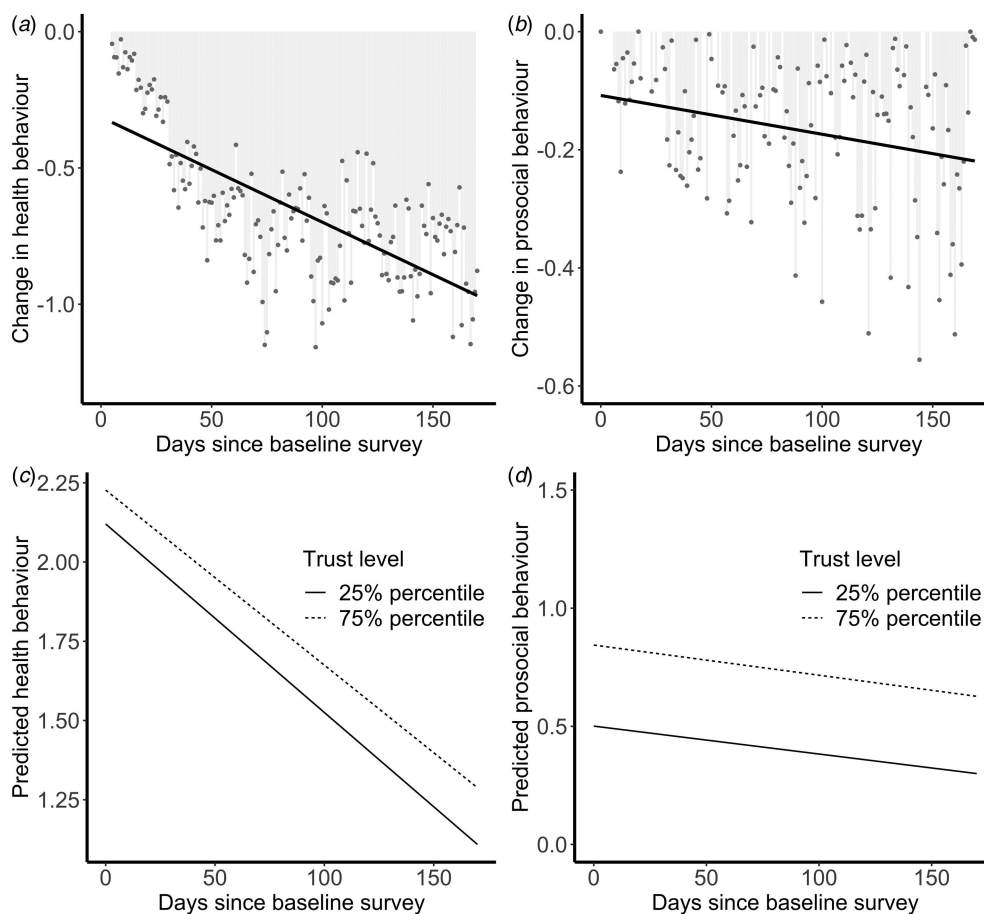 (a)
0.0
-0.5
-1.0
Change in health behaviour
0 50 100 150
Days since baseline survey
(b)
0.0
-0.2
-0.4
-0.6
Change in prosocial behaviour
0 50 100 150
Days since baseline survey
(c)
2.25
2.00
1.75
1.50
1.25
Predicted health behaviour
Trust level
25% percentile
75% percentile
0 50 100 150
Days since baseline survey
(d)
1.5
1.0
0.5
0.0
Predicted prosocial behaviour
Trust level
25% percentile
75% percentile
0 50 100 150
Days since baseline survey